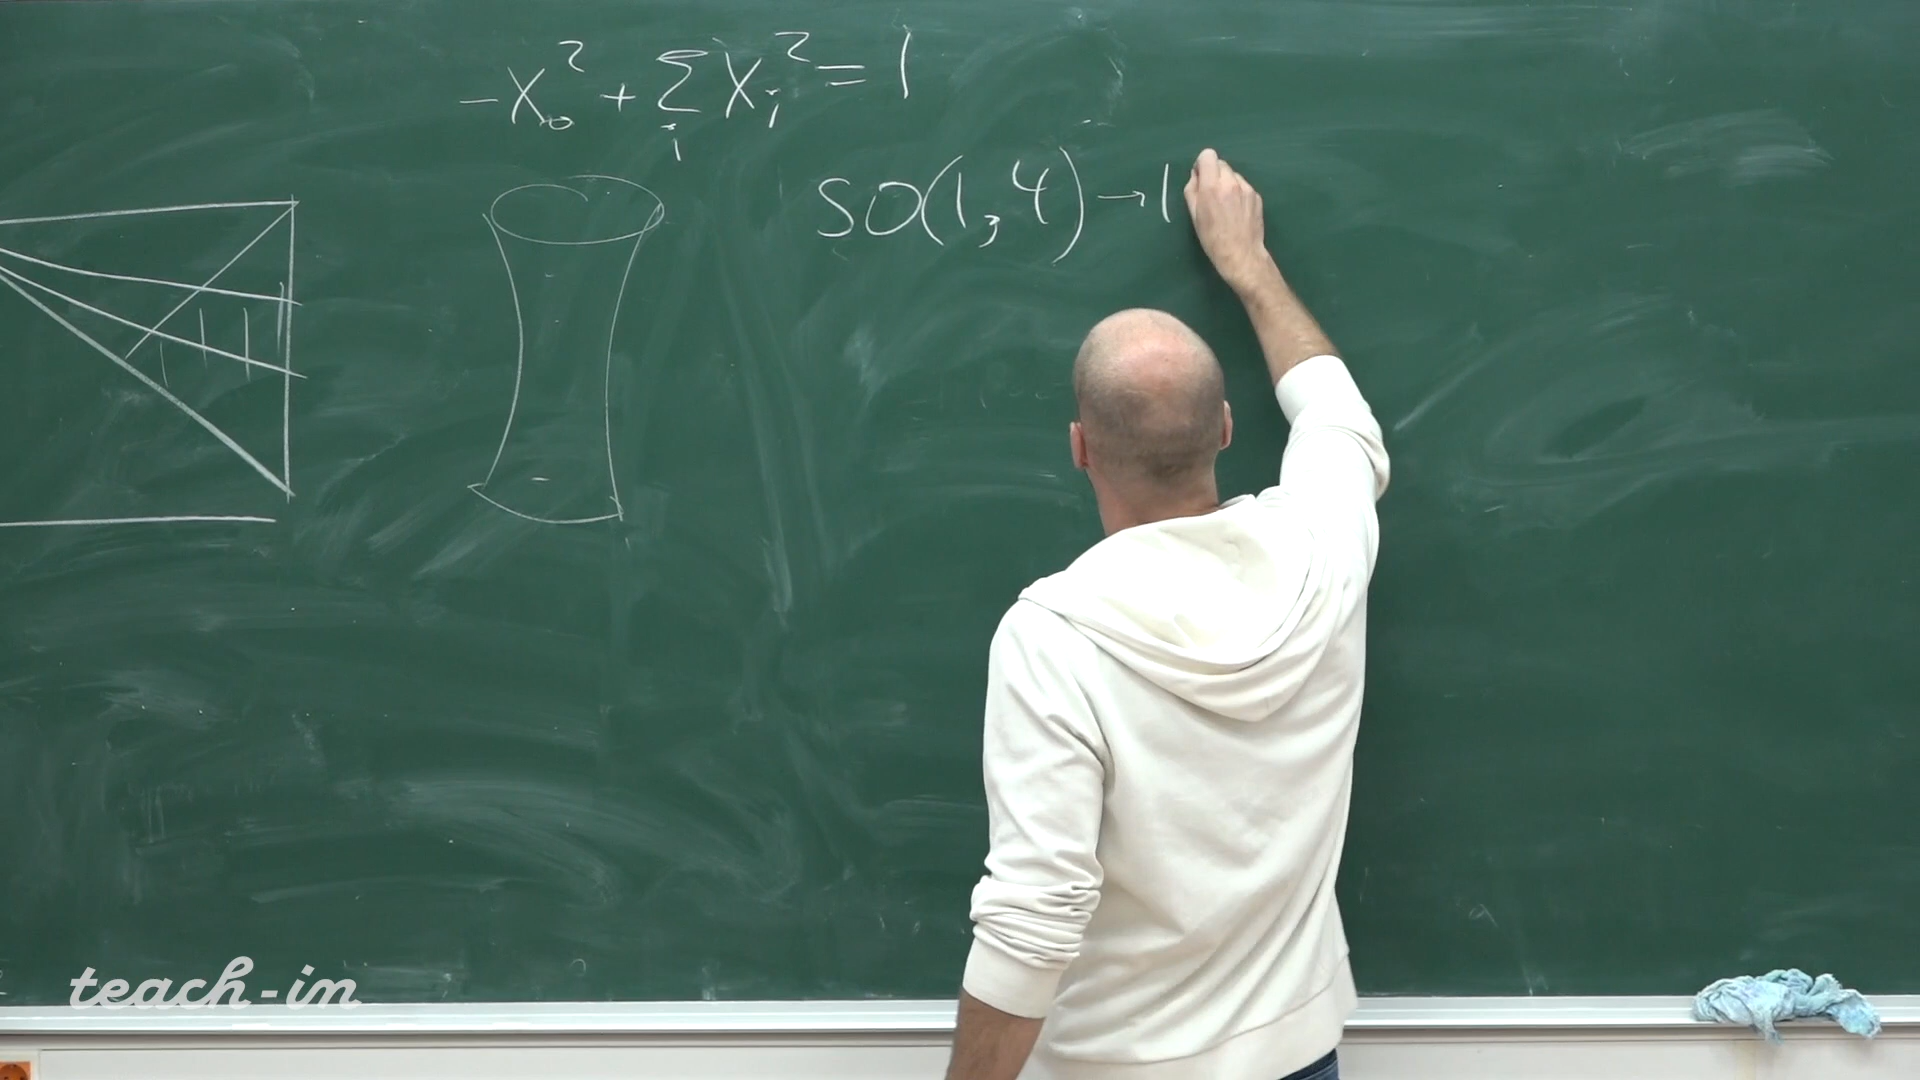 -X₀² + ∑ᵢ Xᵢ² = 1
SO(1,4) → 1
teach-in